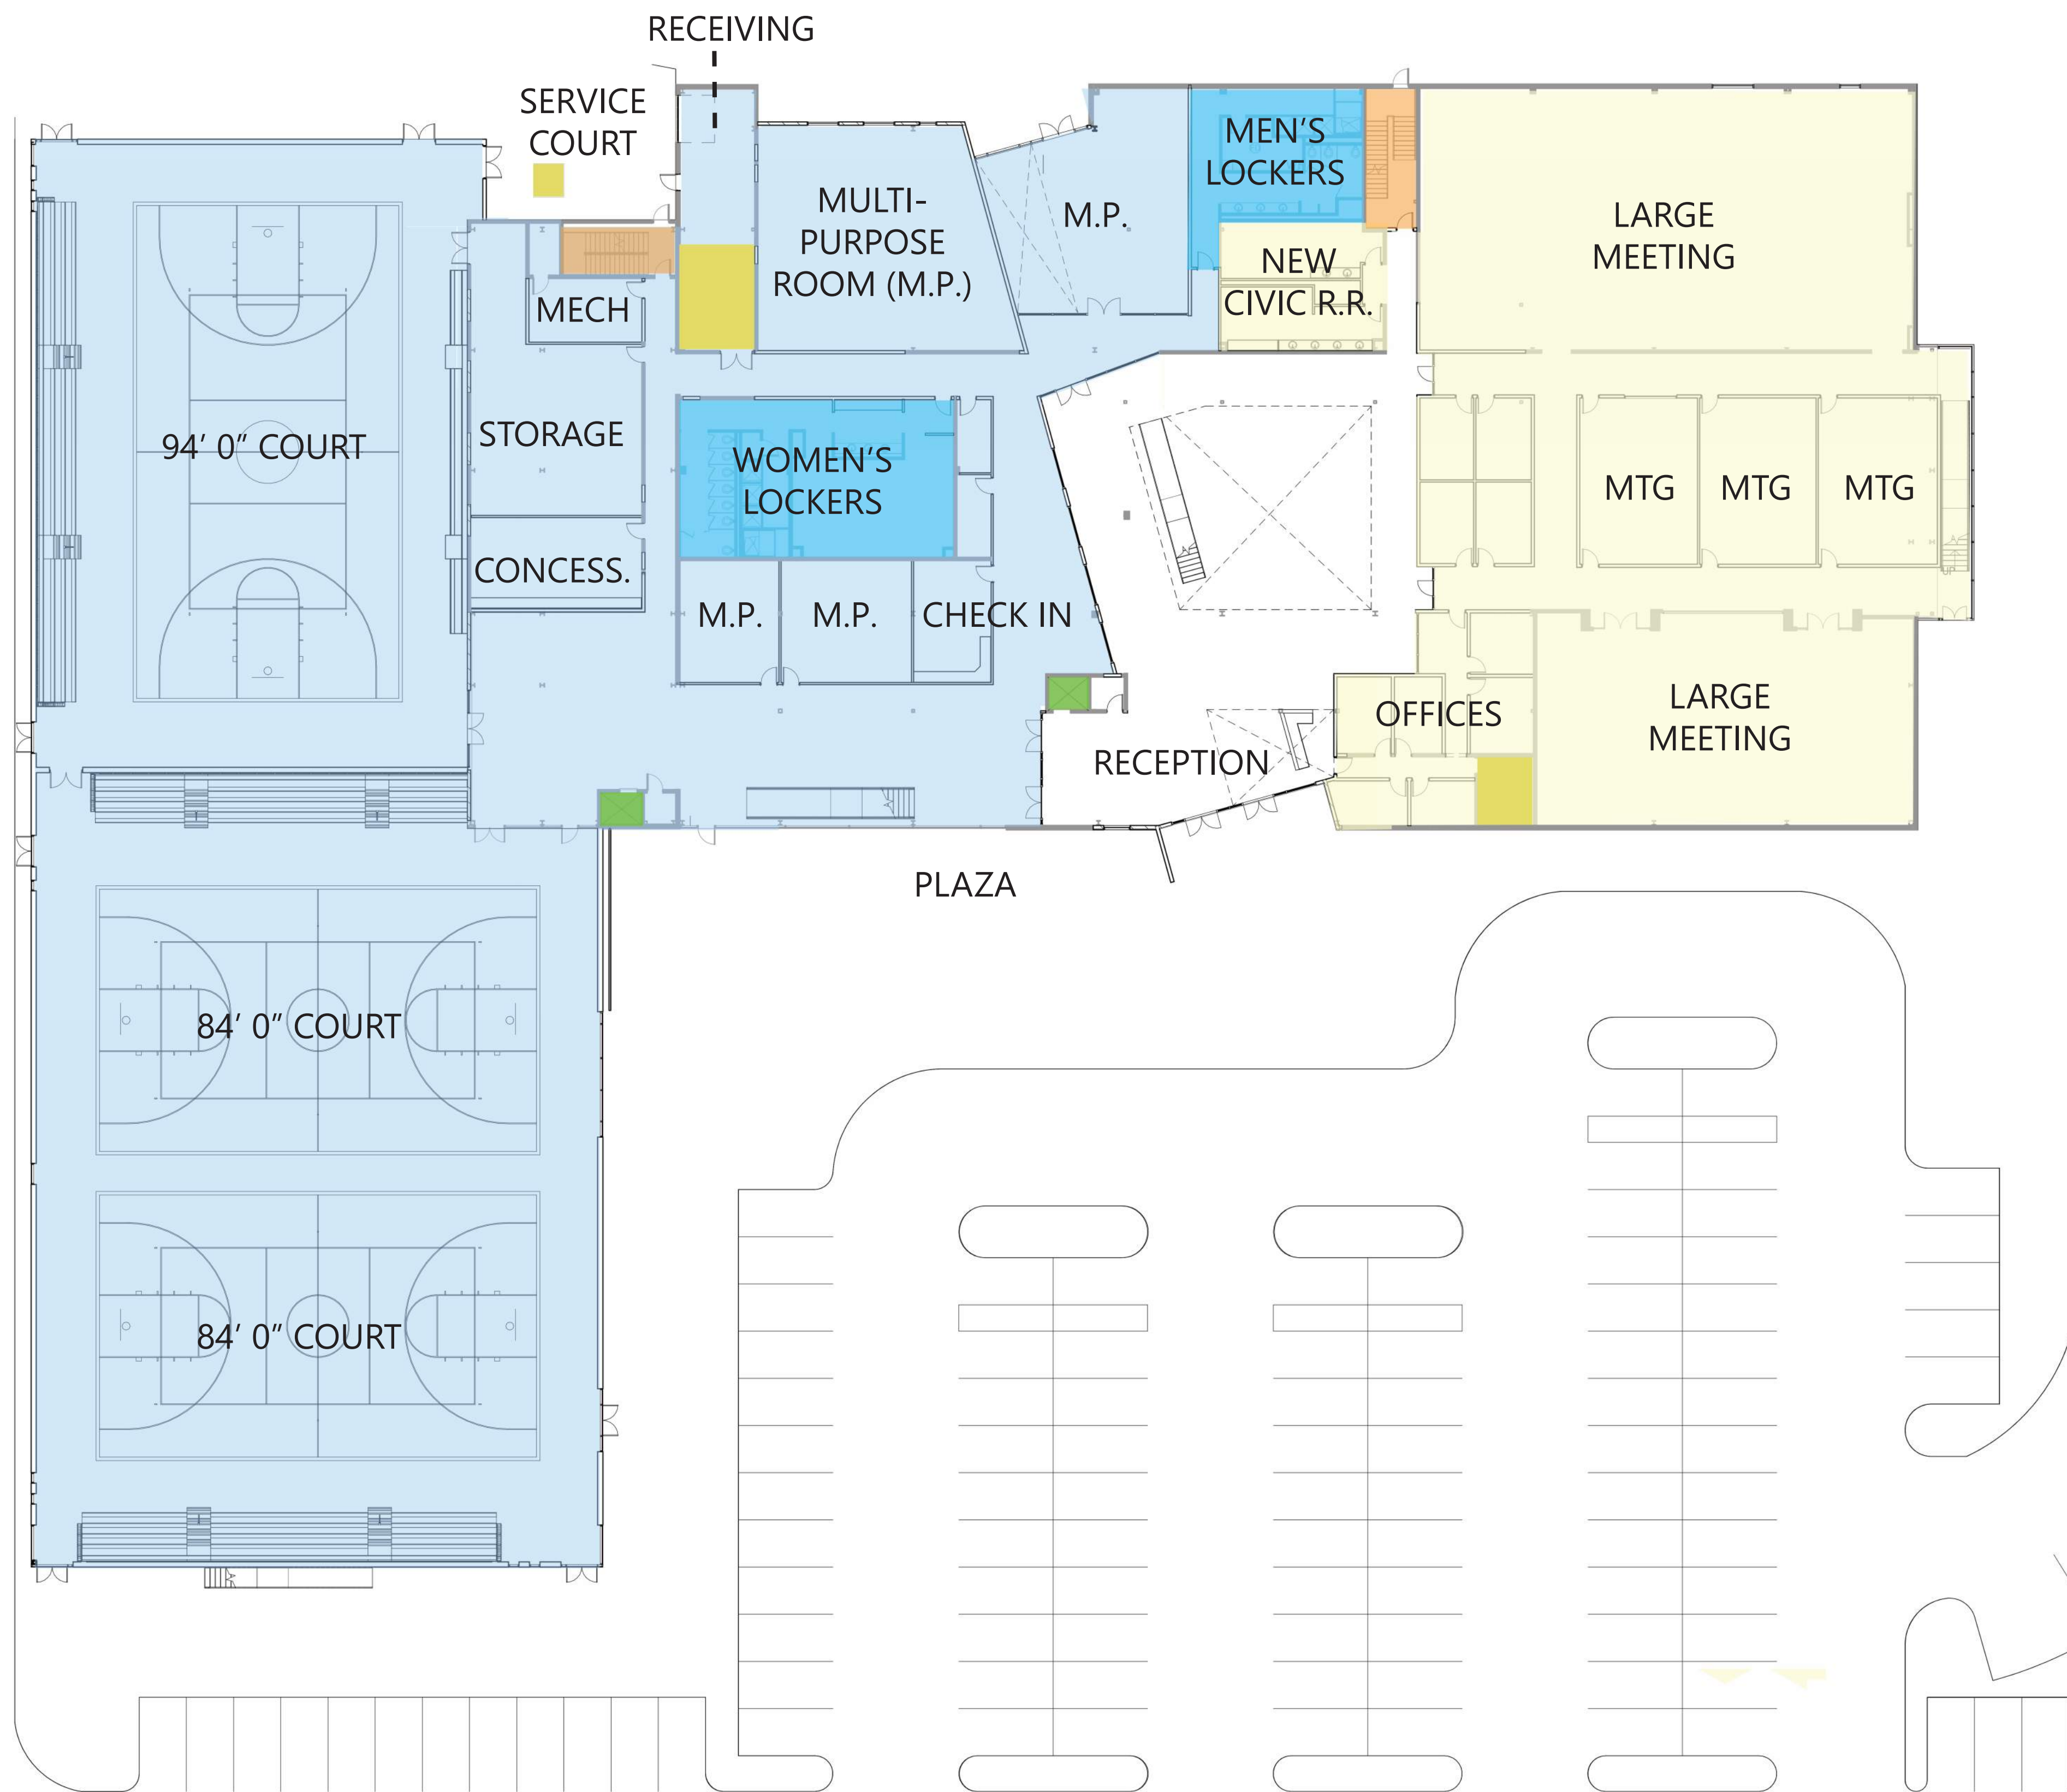 RECEIVING
SERVICE
COURT
MEN'S
LOCKERS
MULTI-
PURPOSE
ROOM (M.P.)
M.P.
LARGE
MEETING
NEW
CIVIC R.R.
MECH
94' 0" COURT
STORAGE
WOMEN'S
LOCKERS
MTG
MTG
MTG
CONCESS.
M.P.
M.P.
CHECK IN
OFFICES
LARGE
MEETING
RECEPTION
PLAZA
84' 0" COURT
84' 0" COURT